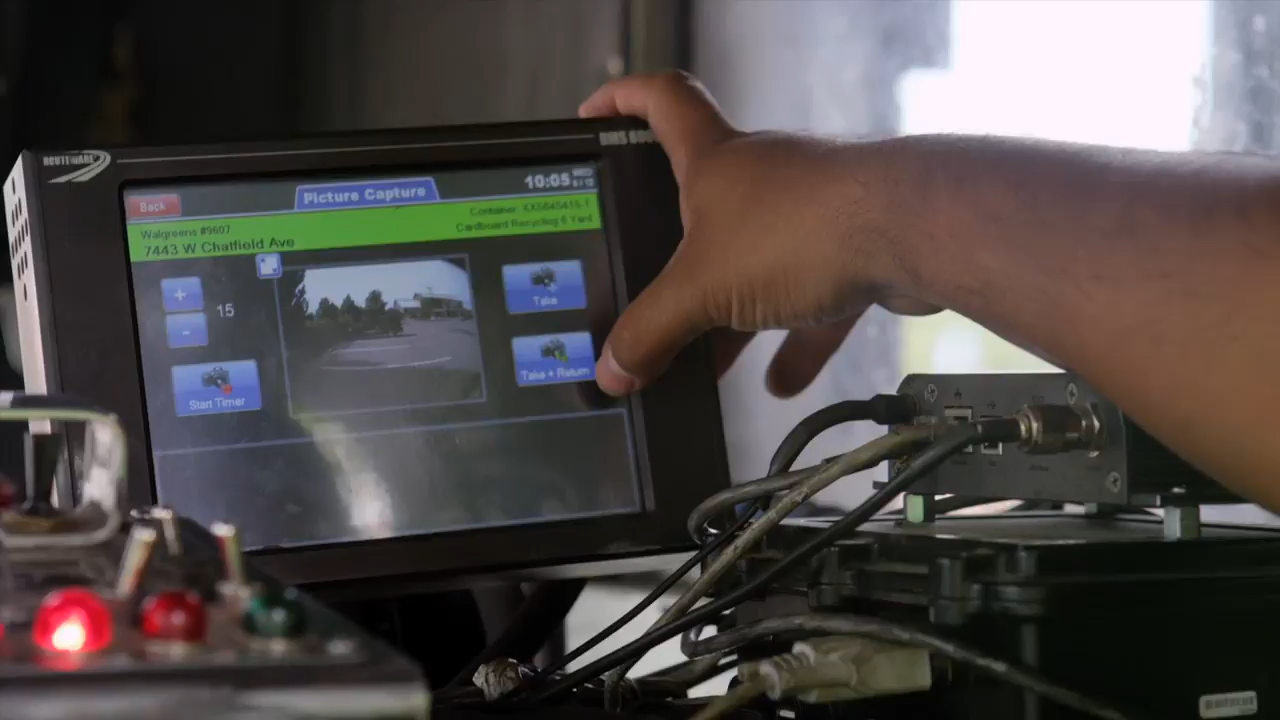 ROUTEWARE
Back
Picture Capture
10:05
Walgreens #9607
7443 W Chatfield Ave
Cardboard Recycling 6 Yard
+
15
-
Take
Take + Return
Start Timer